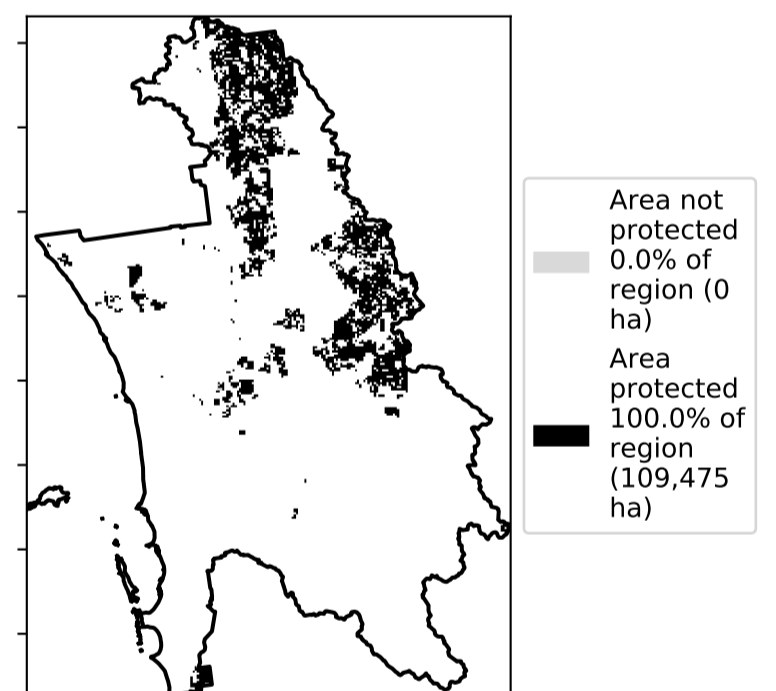 Area not
protected
0.0% of
region (0
ha)
Area
protected
100.0% of
region
(109,475
ha)